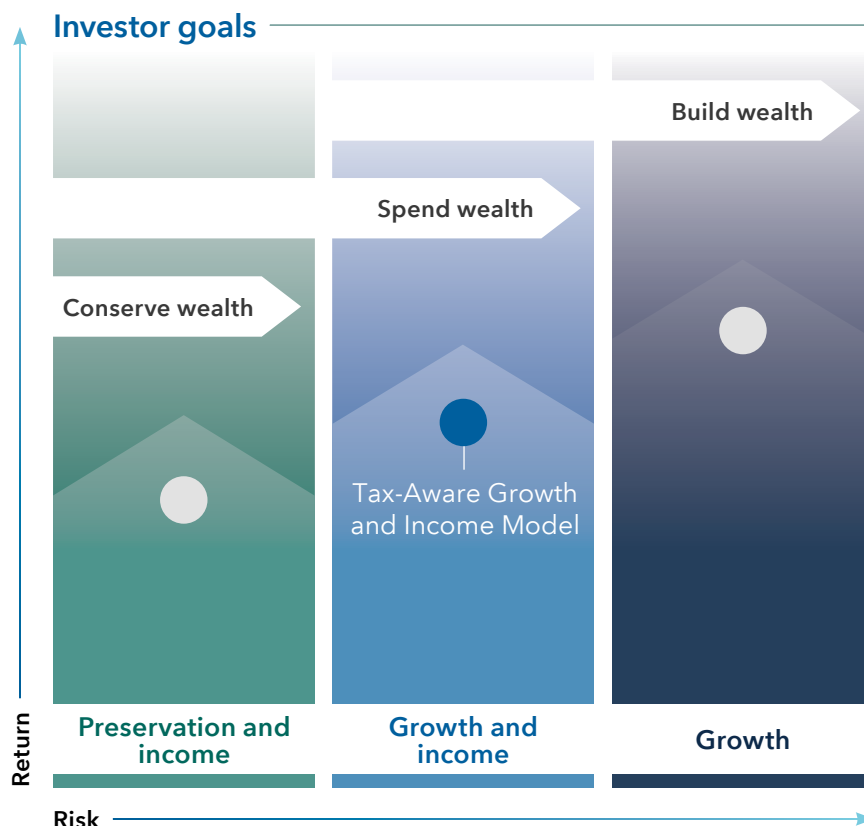 Investor goals
Build wealth
Spend wealth
Conserve wealth
Tax-Aware Growth
and Income Model
Return
Preservation and
income
Growth and
income
Growth
Risk